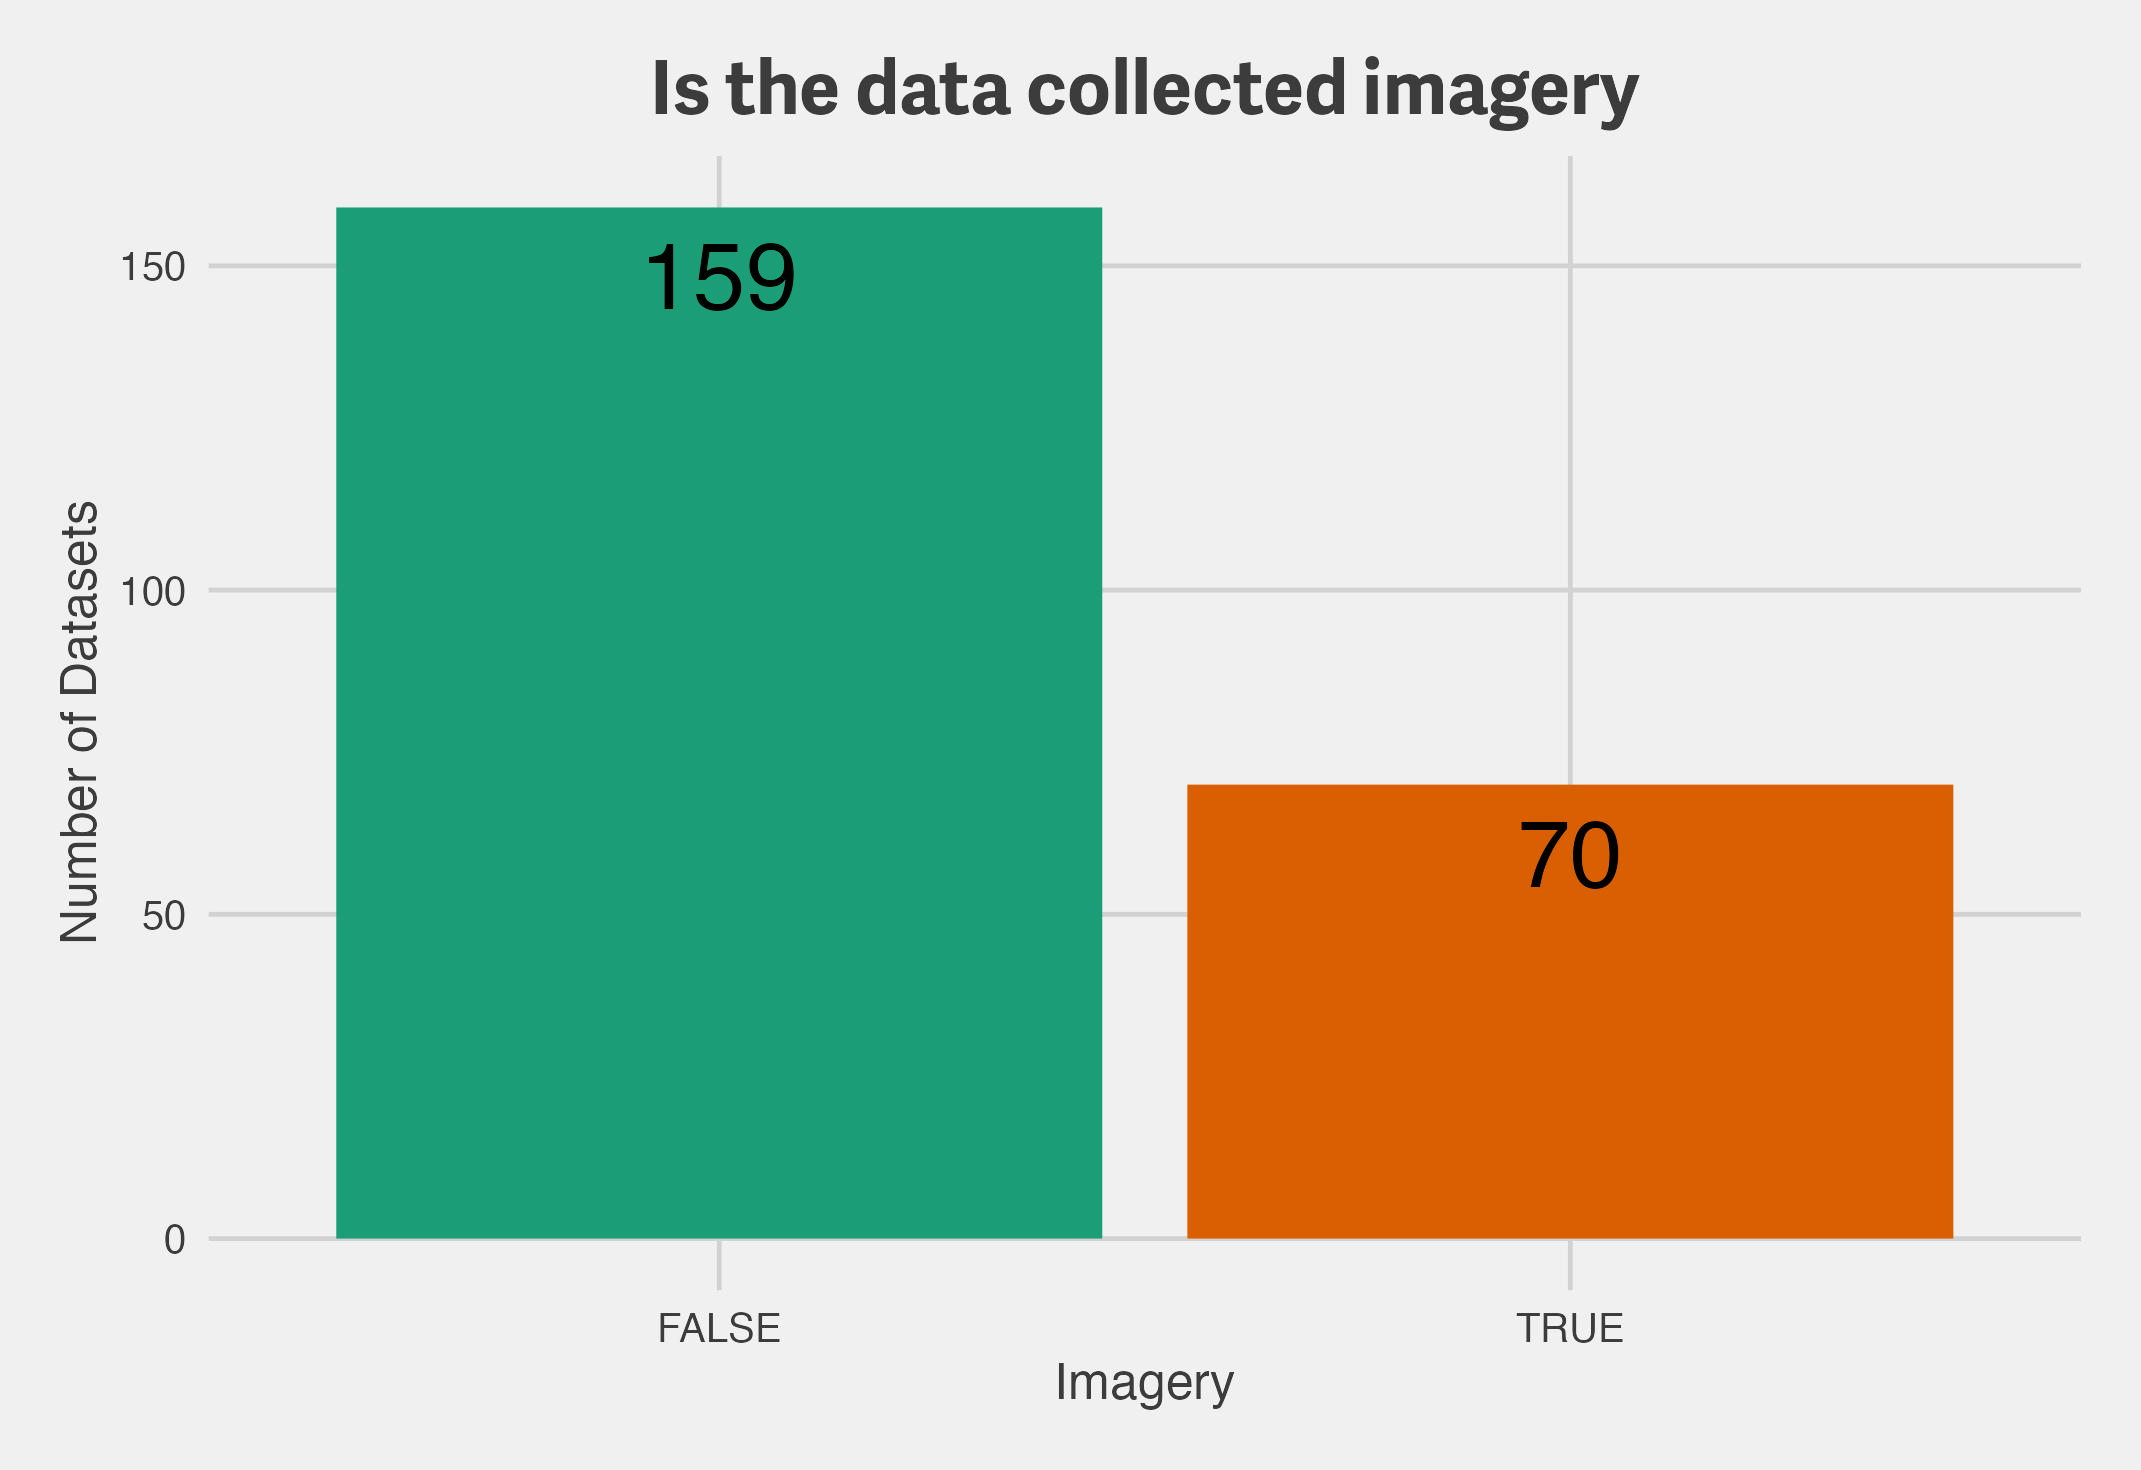 Is the data collected imagery
159
150
100
Number of Datasets
70
50
0
FALSE
TRUE
Imagery